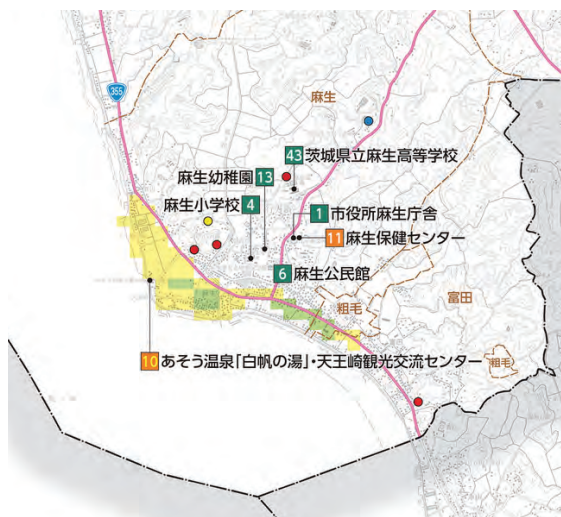 355
麻生
43 茨城県立麻生高等学校
麻生幼稚園 13
麻生小学校 4
1 市役所麻生庁舎
11 麻生保健センター
6 麻生公民館
粗毛
富田
粗毛
10 あそう温泉「白帆の湯」・天王崎観光交流センター